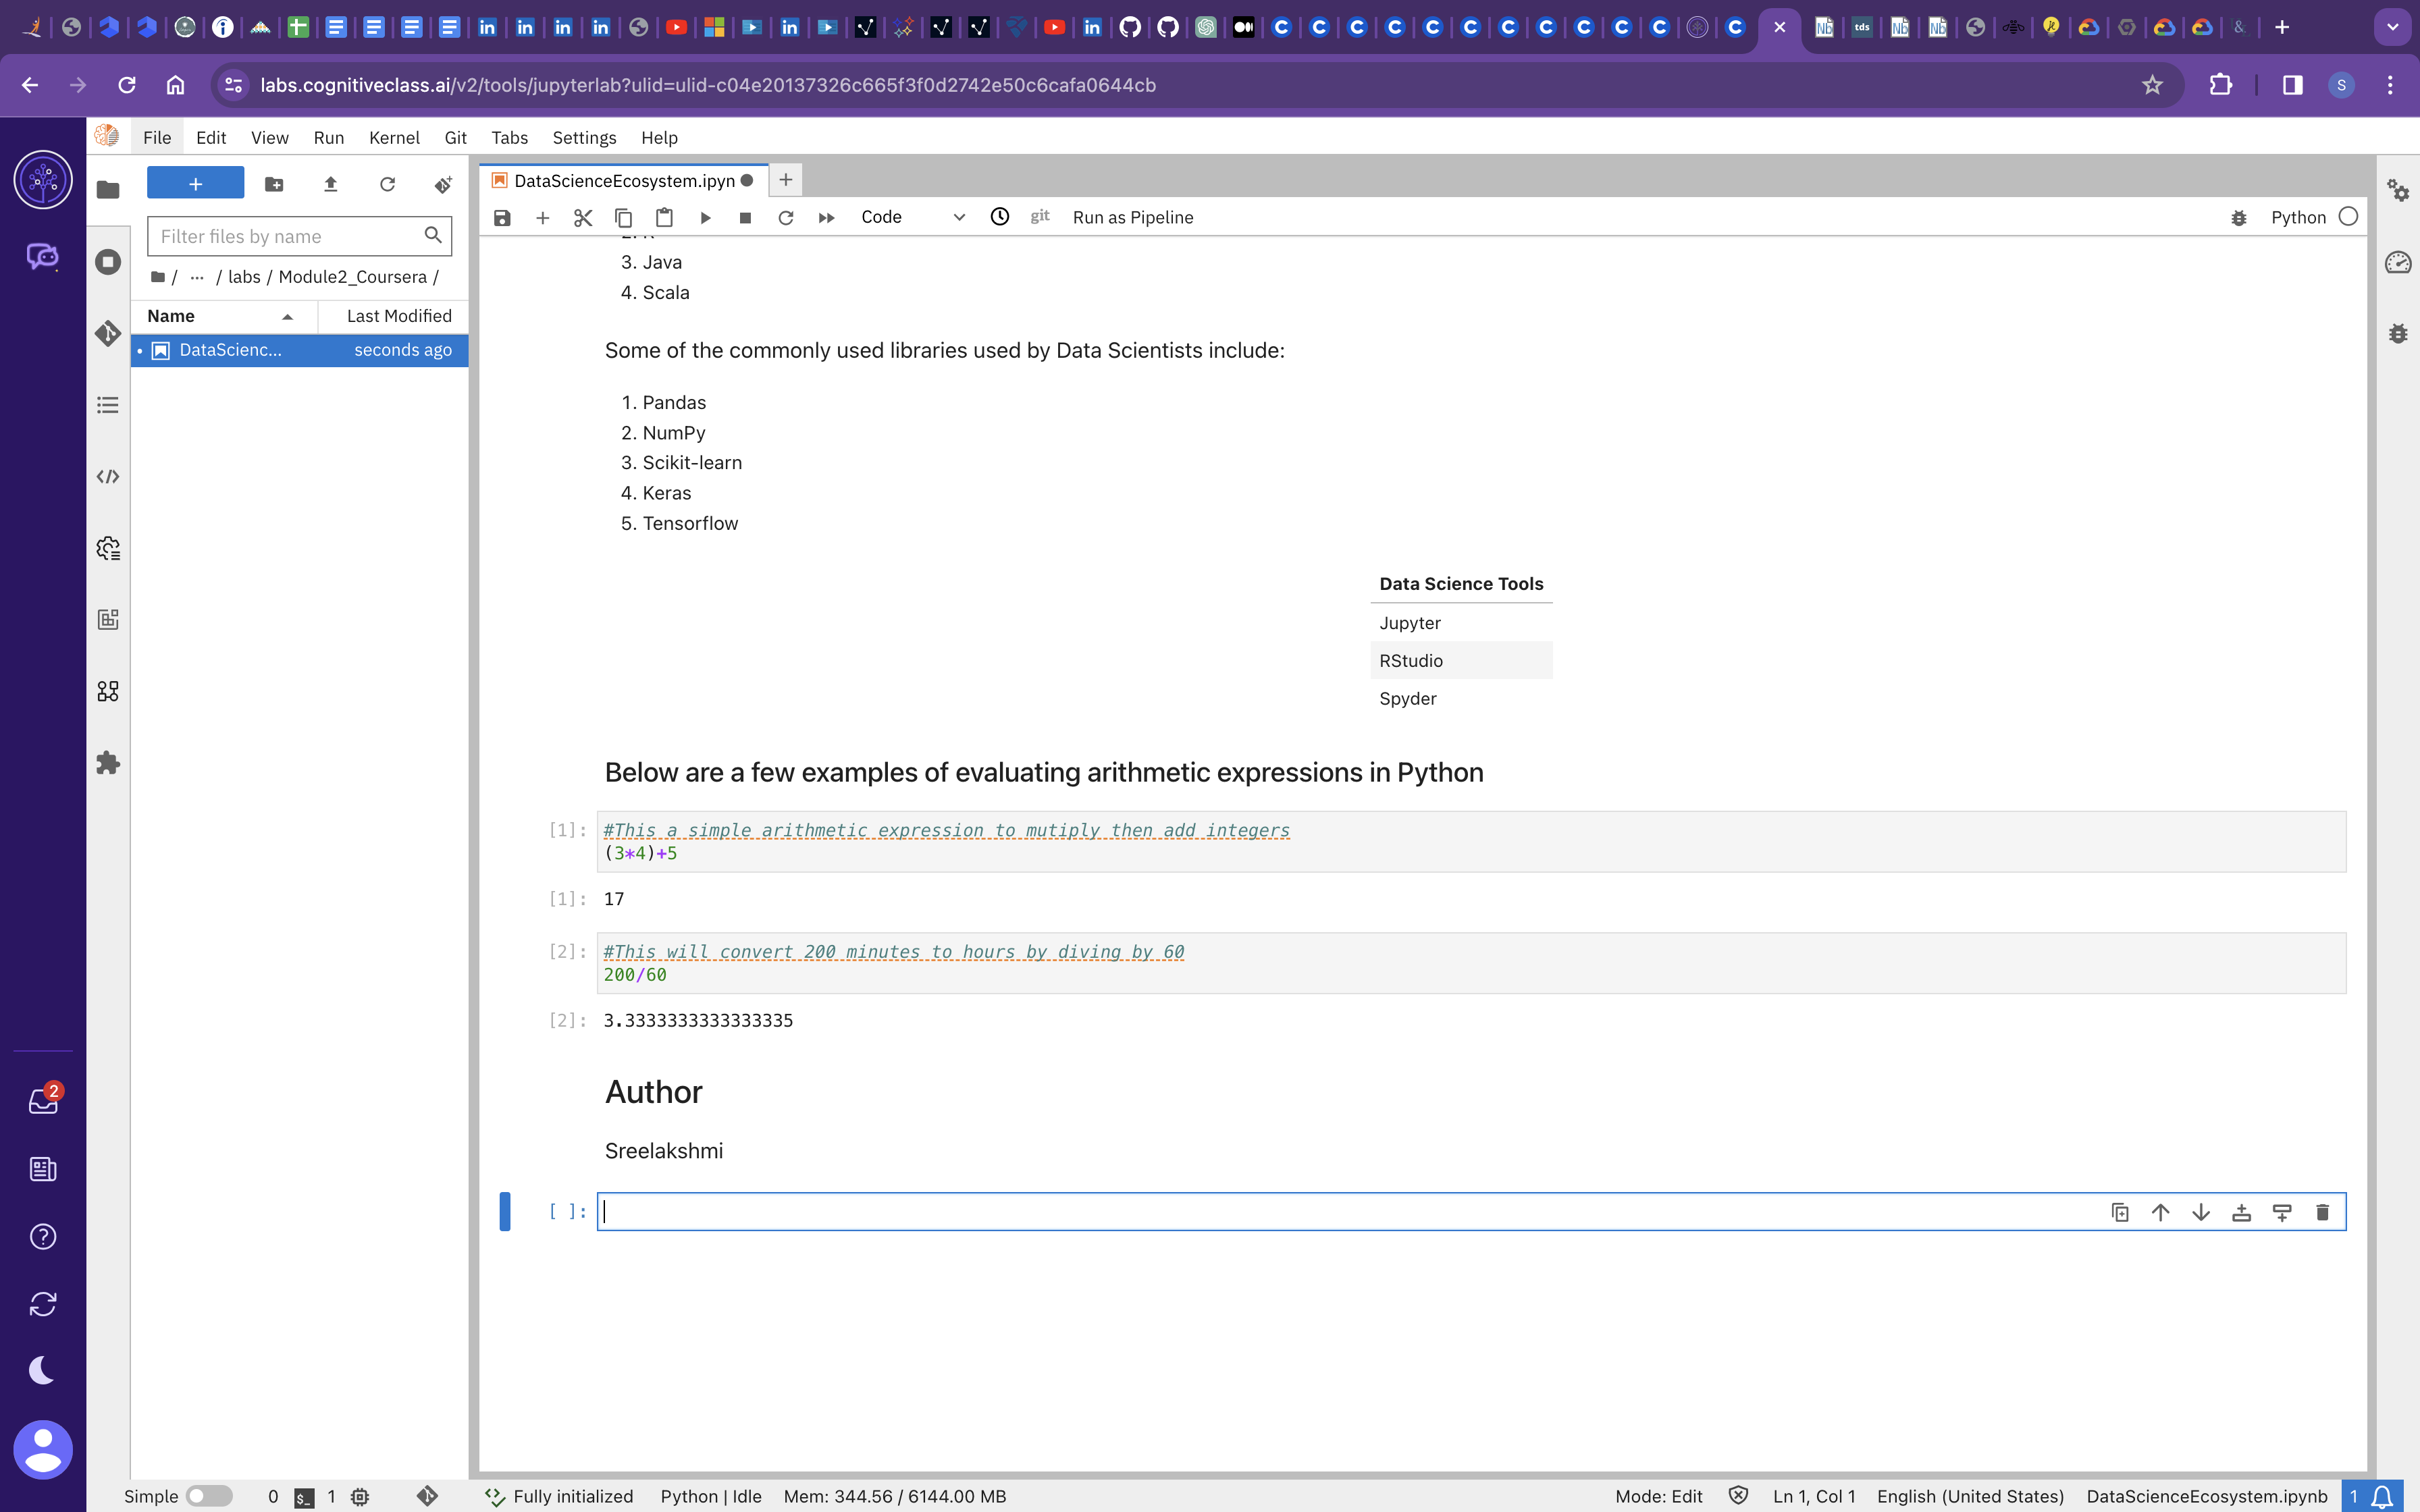 labs.cognitiveclass.ai/v2/tools/jupyterlab?ulid=ulid-c04e20137326c665f3f0d2742e50c6cafa0644cb
S
File Edit View Run Kernel Git Tabs Settings Help
DataScienceEcosystem.ipyn
Code
git
Run as Pipeline
Python
Filter files by name
/ ... / labs / Module2_Coursera /
Name
Last Modified
DataScienc...
seconds ago
3. Java
4. Scala
Some of the commonly used libraries used by Data Scientists include:
1. Pandas
2. NumPy
3. Scikit-learn
4. Keras
5. Tensorflow
Data Science Tools
Jupyter
RStudio
Spyder
Below are a few examples of evaluating arithmetic expressions in Python
[1]: #This a simple arithmetic expression to mutiply then add integers
(3*4)+5
[1]: 17
[2]: #This will convert 200 minutes to hours by diving by 60
200/60
[2]: 3.3333333333333335
Author
Sreelakshmi
[ ]:
2
Simple
0
1
Fully initialized
Python | Idle
Mem: 344.56 / 6144.00 MB
Mode: Edit
Ln 1, Col 1
English (United States)
DataScienceEcosystem.ipynb
1